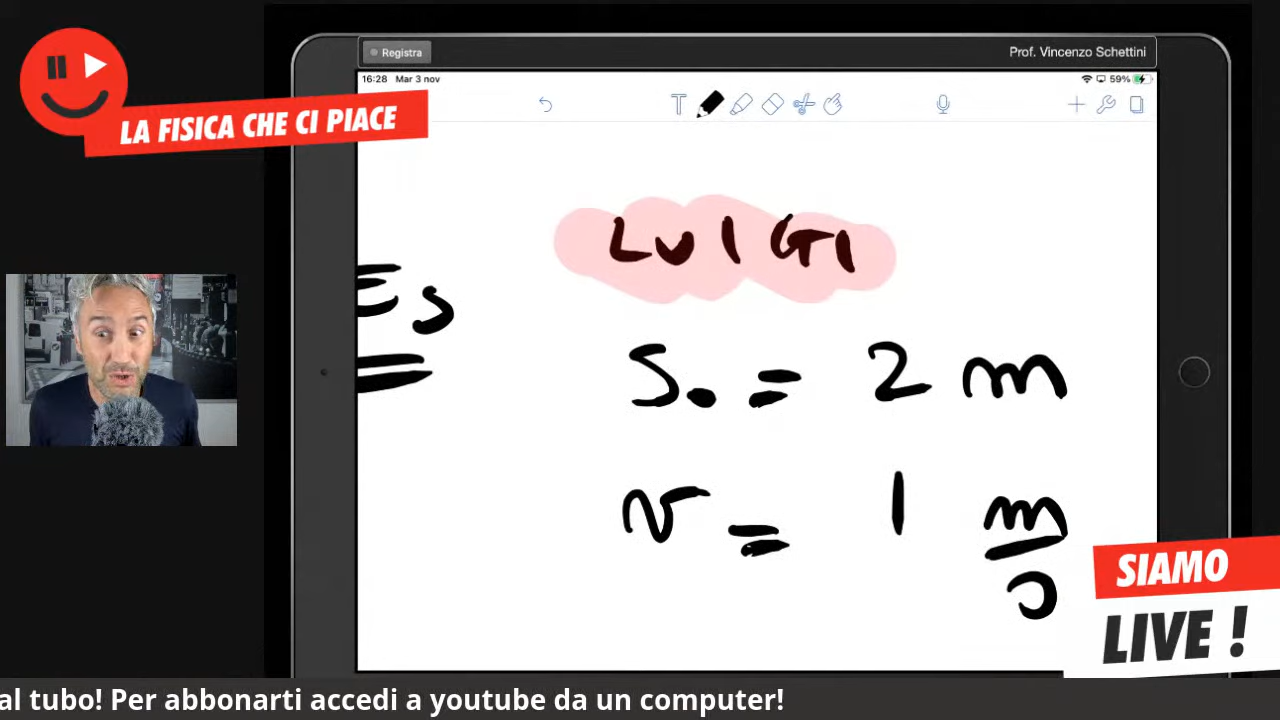 Registra
Prof. Vincenzo Schettini
16:28 Mar 3 nov
59%
LA FISICA CHE CI PIACE
T
LUIGI
Es
S₀ = 2 m
v = 1 m/s
SIAMO
LIVE !
al tubo! Per abbonarti accedi a youtube da un computer!